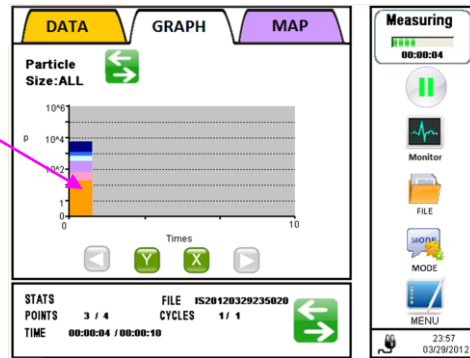 DATA
GRAPH
MAP
Particle
Size:ALL
10^6
p
10^4
10^2
1
0
0
10
Times
Y
X
STATS
FILE IS20120329235020
POINTS 3 / 4
CYCLES 1/ 1
TIME 00:00:04 / 00:00:10
Measuring
00:00:04
Monitor
FILE
MODE
MODE
MENU
23:57
03/29/2012